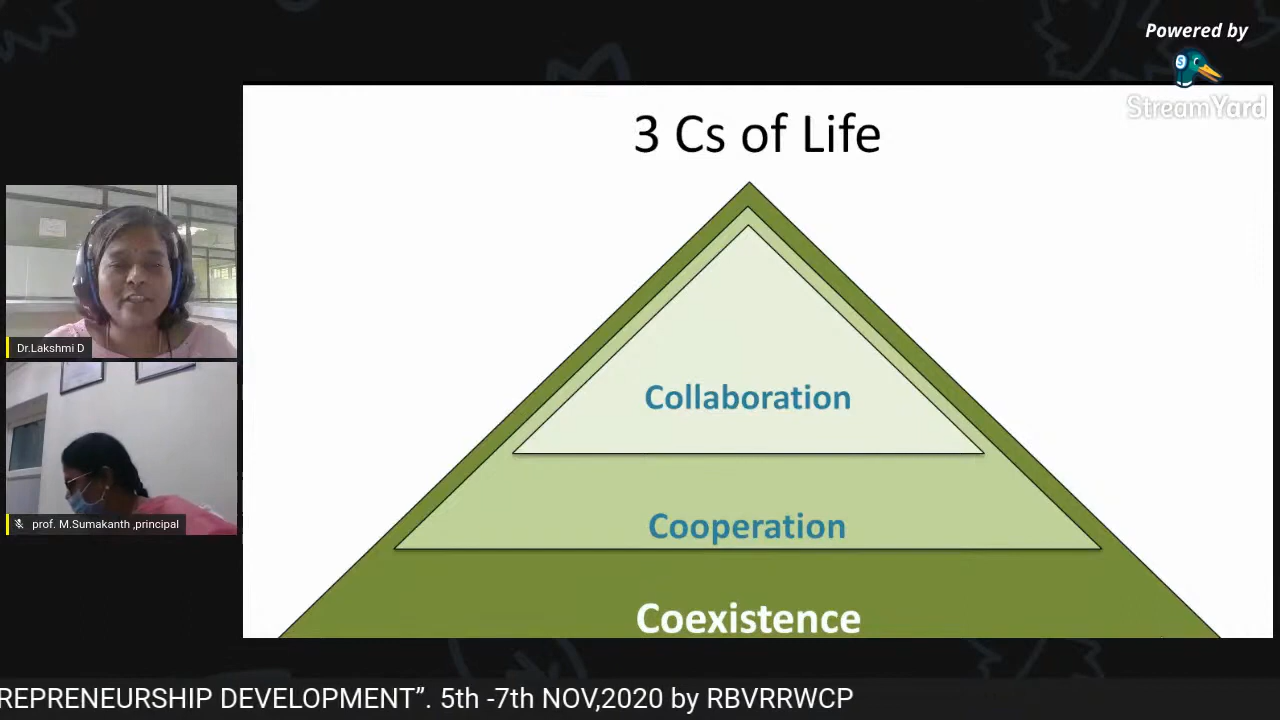 Powered by
StreamYard
3 Cs of Life
Collaboration
Cooperation
Coexistence
Dr.Lakshmi D
prof. M.Sumakanth ,principal
REPRENEURSHIP DEVELOPMENT”. 5th -7th NOV,2020 by RBVRRWCP